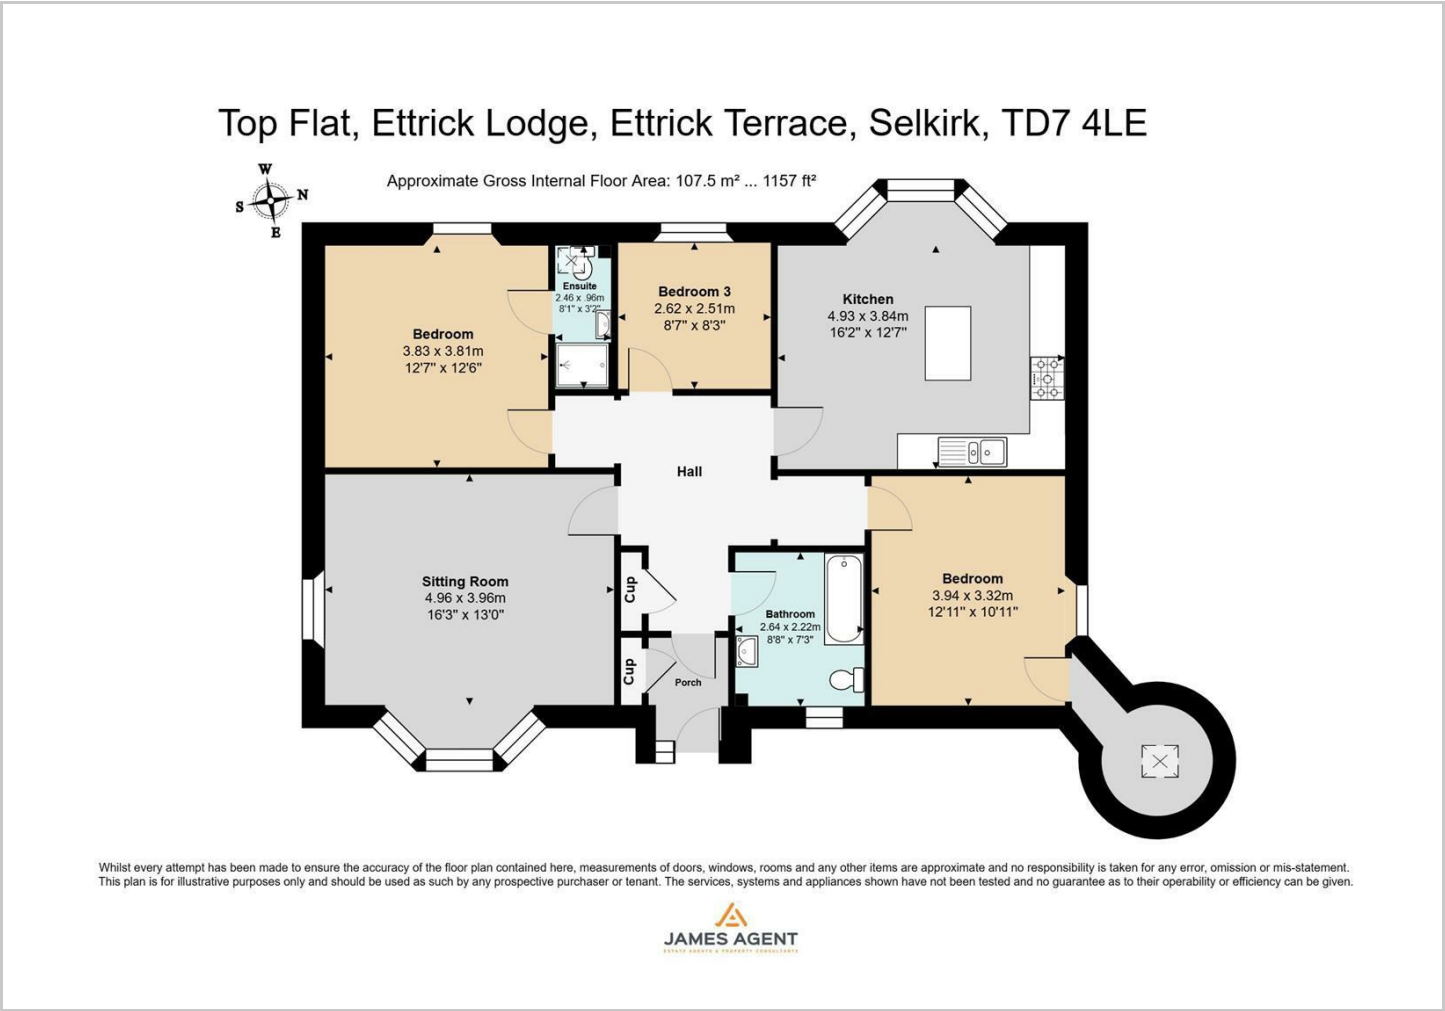 Top Flat, Ettrick Lodge, Ettrick Terrace, Selkirk, TD7 4LE
Approximate Gross Internal Floor Area: 107.5 m² ... 1157 ft²
W
N
S
E
Ensuite
2.46 x .96m
8'1" x 3'2"
Bedroom 3
2.62 x 2.51m
8'7" x 8'3"
Kitchen
4.93 x 3.84m
16'2" x 12'7"
Bedroom
3.83 x 3.81m
12'7" x 12'6"
Hall
Sitting Room
4.96 x 3.96m
16'3" x 13'0"
Cup
Cup
Porch
Bathroom
2.64 x 2.22m
8'8" x 7'3"
Bedroom
3.94 x 3.32m
12'11" x 10'11"
Whilst every attempt has been made to ensure the accuracy of the floor plan contained here, measurements of doors, windows, rooms and any other items are approximate and no responsibility is taken for any error, omission or mis-statement.
This plan is for illustrative purposes only and should be used as such by any prospective purchaser or tenant. The services, systems and appliances shown have not been tested and no guarantee as to their operability or efficiency can be given.
JAMES AGENT
ESTATE AGENTS & PROPERTY CONSULTANTS